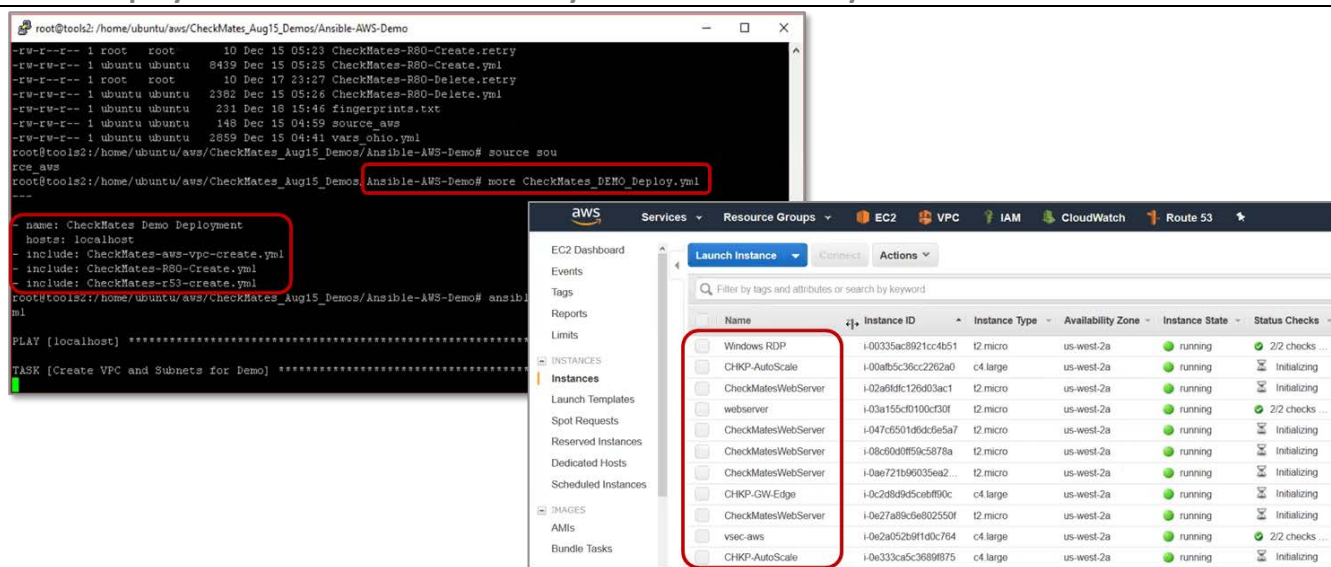 root@tools2: /home/ubuntu/aws/CheckMates_Aug15_Demos/Ansible-AWS-Demo
-rw-r--r-- 1 root root 10 Dec 15 05:23 CheckMates-R80-Create.retry
-rw-rw-r-- 1 ubuntu ubuntu 8439 Dec 15 05:25 CheckMates-R80-Create.yml
-rw-r--r-- 1 root root 10 Dec 17 23:27 CheckMates-R80-Delete.retry
-rw-rw-r-- 1 ubuntu ubuntu 2382 Dec 15 05:26 CheckMates-R80-Delete.yml
-rw-rw-r-- 1 ubuntu ubuntu 231 Dec 18 15:46 fingerprints.txt
-rw-rw-r-- 1 ubuntu ubuntu 148 Dec 15 04:59 source_aws
-rw-rw-r-- 1 ubuntu ubuntu 2859 Dec 15 04:41 vars_ohio.yml
root@tools2:/home/ubuntu/aws/CheckMates_Aug15_Demos/Ansible-AWS-Demo# source sou
rce_aws
root@tools2:/home/ubuntu/aws/CheckMates_Aug15_Demos/Ansible-AWS-Demo# more CheckMates_DEMO_Deploy.yml
---
- name: CheckMates Demo Deployment
hosts: localhost
- include: CheckMates-aws-vpc-create.yml
- include: CheckMates-R80-Create.yml
- include: CheckMates-r53-create.yml
root@tools2:/home/ubuntu/aws/CheckMates_Aug15_Demos/Ansible-AWS-Demo# ansibl
ml
PLAY [localhost] ****************************************************
TASK [Create VPC and Subnets for Demo] *********************************
aws Services Resource Groups EC2 VPC IAM CloudWatch Route 53
EC2 Dashboard
Events
Tags
Reports
Limits
INSTANCES
Instances
Launch Templates
Spot Requests
Reserved Instances
Dedicated Hosts
Scheduled Instances
IMAGES
AMIs
Bundle Tasks
Launch Instance Connect Actions
Filter by tags and attributes or search by keyword
Name Instance ID Instance Type Availability Zone Instance State Status Checks
Windows RDP i-00335ac8921cc4b51 t2.micro us-west-2a running 2/2 checks ...
CHKP-AutoScale i-00afb5c36cc2262a0 c4.large us-west-2a running Initializing
CheckMatesWebServer i-02a6fdfc126d03ac1 t2.micro us-west-2a running Initializing
webserver i-03a155cf0100cf30f t2.micro us-west-2a running 2/2 checks ...
CheckMatesWebServer i-047c6501d6dc6e5a7 t2.micro us-west-2a running Initializing
CheckMatesWebServer i-08c60d0ff59c5878a t2.micro us-west-2a running Initializing
CheckMatesWebServer i-0ae721b96035ea2... t2.micro us-west-2a running Initializing
CHKP-GW-Edge i-0c2d8d9d5cebff90c c4.large us-west-2a running Initializing
CheckMatesWebServer i-0e27a89c6e802550f t2.micro us-west-2a running Initializing
vsec-aws i-0e2a052b9f1d0c764 c4.large us-west-2a running 2/2 checks ...
CHKP-AutoScale i-0e333ca5c3689f875 c4.large us-west-2a running Initializing